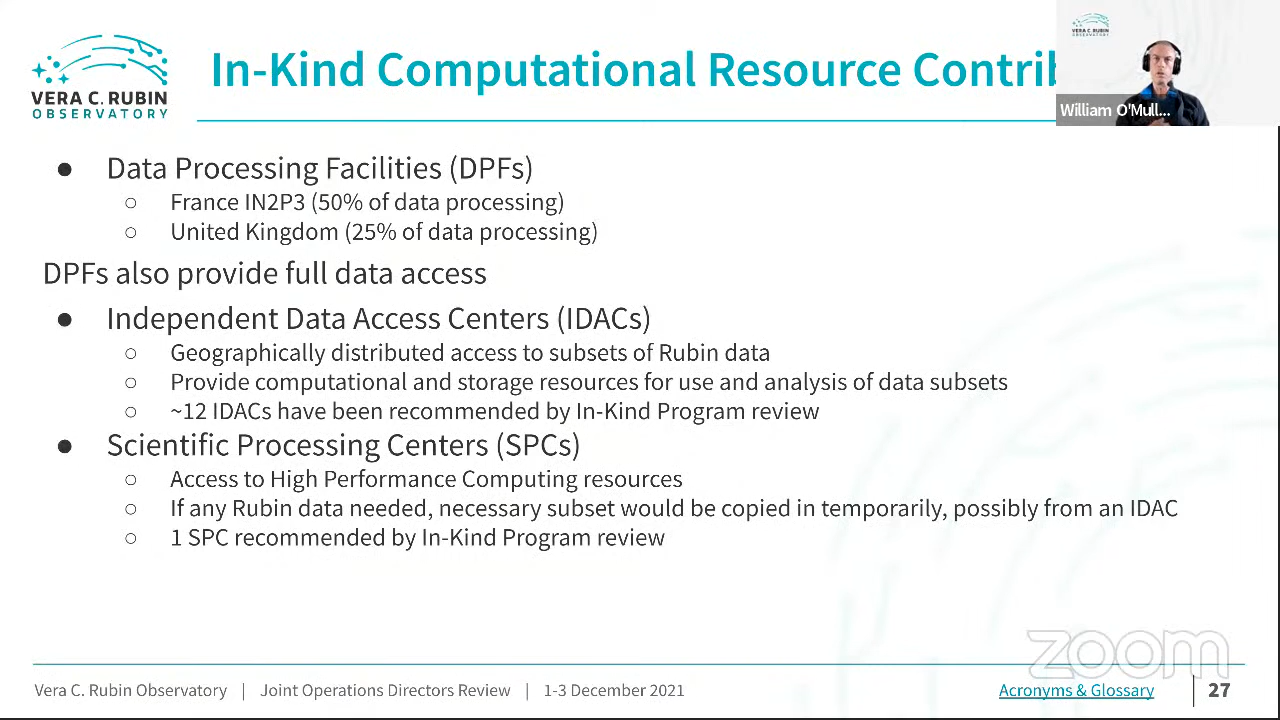 VERA C. RUBIN
OBSERVATORY
In-Kind Computational Resource
VERA C. RUBIN
OBSERVATORY
William O'Mull...
● Data Processing Facilities (DPFs)
○ France IN2P3 (50% of data processing)
○ United Kingdom (25% of data processing)
DPFs also provide full data access
● Independent Data Access Centers (IDACs)
○ Geographically distributed access to subsets of Rubin data
○ Provide computational and storage resources for use and analysis of data subsets
○ ~12 IDACs have been recommended by In-Kind Program review
● Scientific Processing Centers (SPCs)
○ Access to High Performance Computing resources
○ If any Rubin data needed, necessary subset would be copied in temporarily, possibly from an IDAC
○ 1 SPC recommended by In-Kind Program review
zoom
Vera C. Rubin Observatory | Joint Operations Directors Review | 1-3 December 2021
Acronyms & Glossary | 27